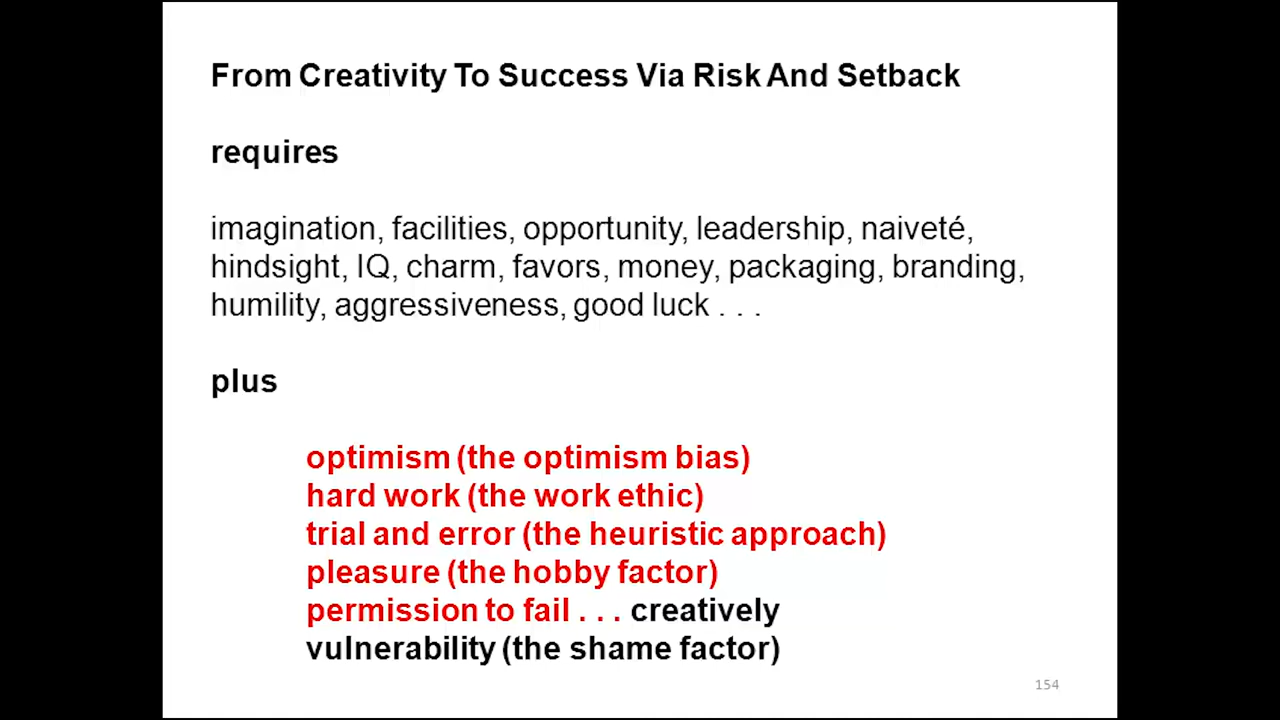 From Creativity To Success Via Risk And Setback
requires
imagination, facilities, opportunity, leadership, naiveté,
hindsight, IQ, charm, favors, money, packaging, branding,
humility, aggressiveness, good luck . . .
plus
optimism (the optimism bias)
hard work (the work ethic)
trial and error (the heuristic approach)
pleasure (the hobby factor)
permission to fail . . . creatively
vulnerability (the shame factor)
154